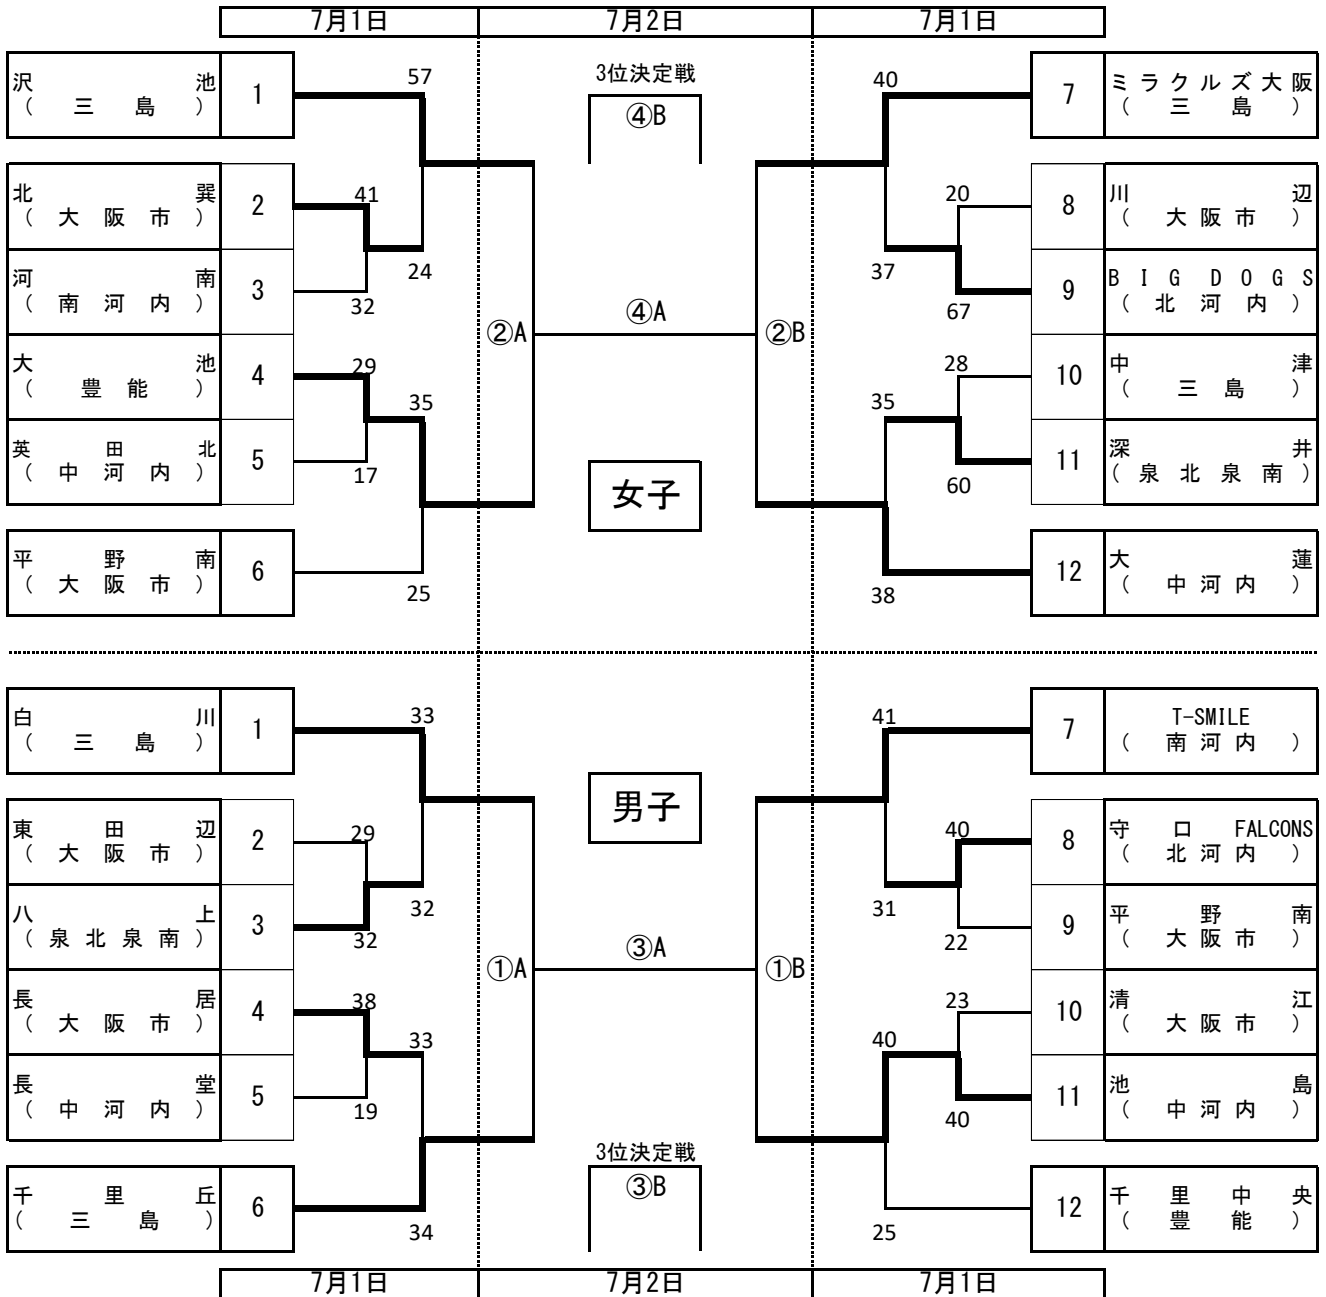 7月1日 7月2日 7月1日
沢池
(三島)
1
57
3位決定戦
④B
40
7
ミラクルズ大阪
(三島)
北巽
(大阪市)
2
41
20
8
川辺
(大阪市)
河南
(南河内)
3
32
24
37
67
9
BIG DOGS
(北河内)
②A
④A
②B
大池
(豊能)
4
29
35
35
28
10
中津
(三島)
英田北
(中河内)
5
17
60
11
深井
(泉北泉南)
女子
平野南
(大阪市)
6
25
38
12
大蓮
(中河内)
白川
(三島)
1
33
41
7
T-SMILE
(南河内)
男子
東田辺
(大阪市)
2
29
40
8
守口FALCONS
(北河内)
八上
(泉北泉南)
3
32
32
31
22
9
平野南
(大阪市)
①A
③A
①B
長居
(大阪市)
4
38
33
40
23
10
清江
(大阪市)
長堂
(中河内)
5
19
40
11
池島
(中河内)
3位決定戦
③B
千里丘
(三島)
6
34
25
12
千里中央
(豊能)
7月1日 7月2日 7月1日